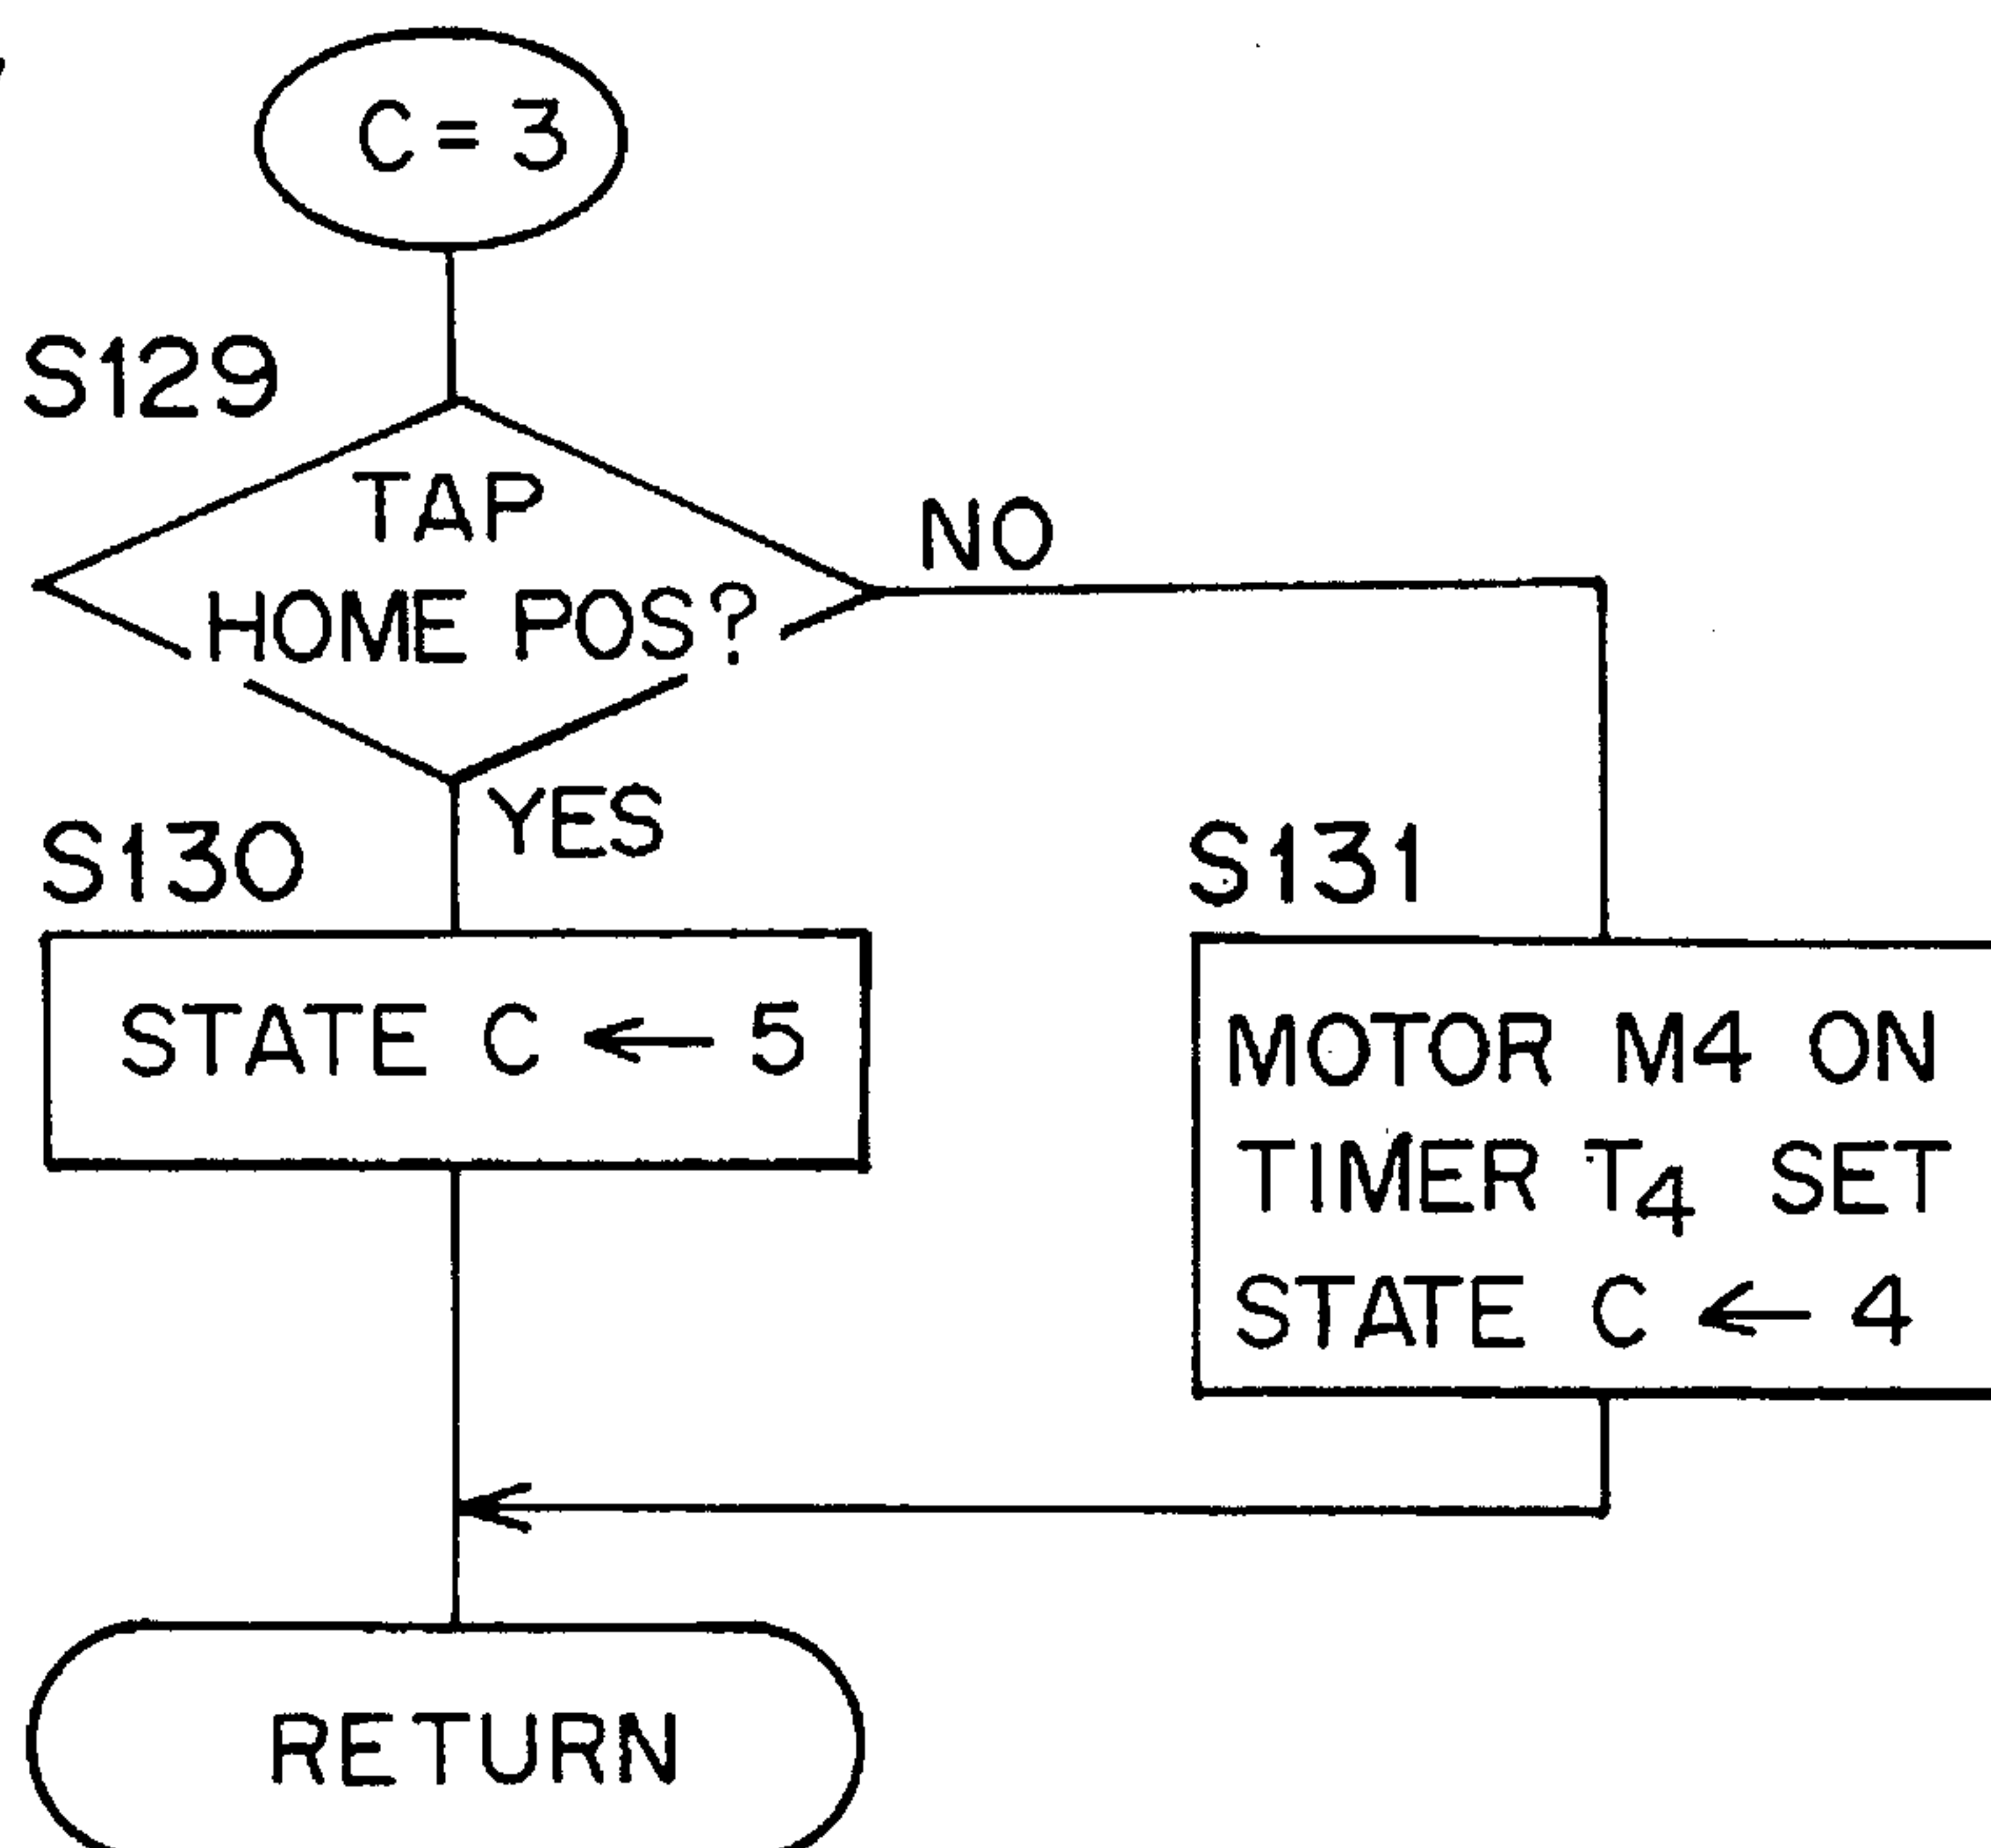 C = 3
S129
TAP
HOME POS?
NO
YES
S130
STATE C ← 5
S131
MOTOR M4 ON
TIMER T4 SET
STATE C ← 4
RETURN